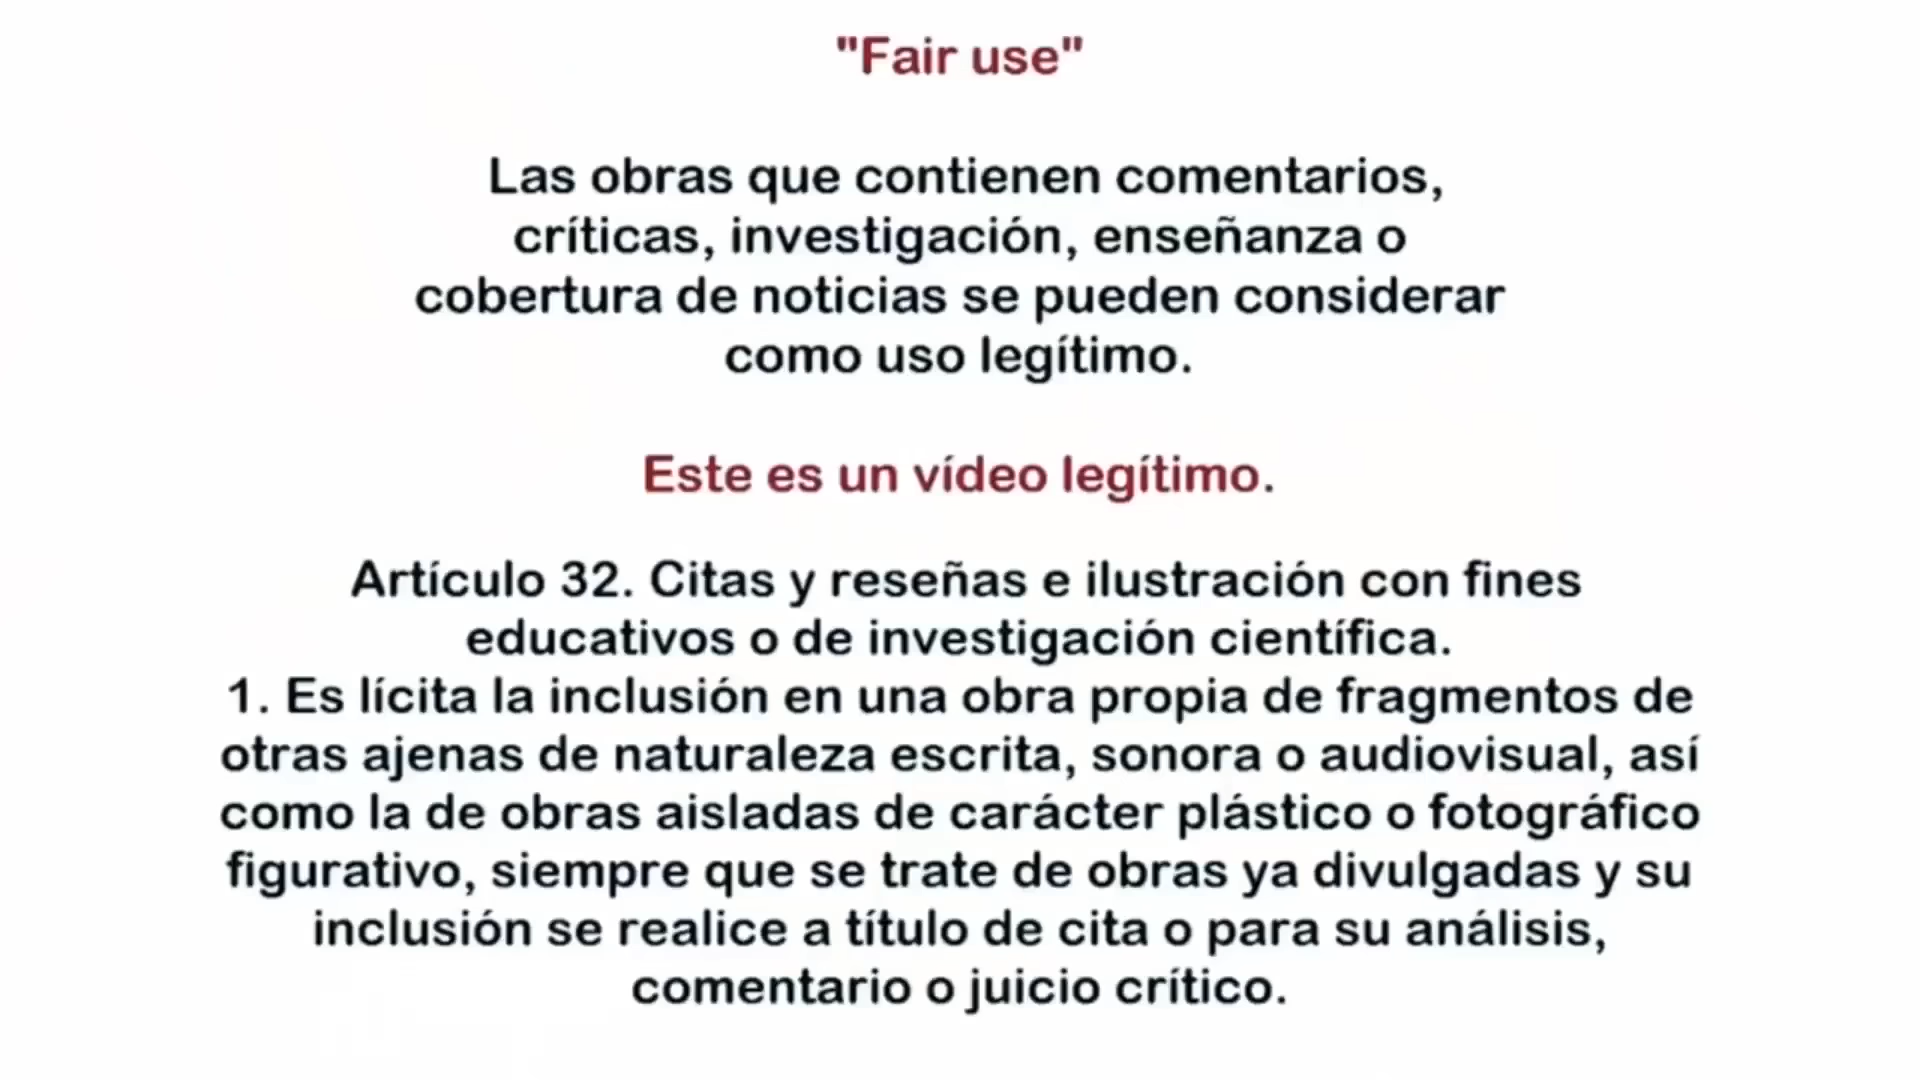 "Fair use"
Las obras que contienen comentarios,
críticas, investigación, enseñanza o
cobertura de noticias se pueden considerar
como uso legítimo.
Este es un vídeo legítimo.
Artículo 32. Citas y reseñas e ilustración con fines
educativos o de investigación científica.
1. Es lícita la inclusión en una obra propia de fragmentos de
otras ajenas de naturaleza escrita, sonora o audiovisual, así
como la de obras aisladas de carácter plástico o fotográfico
figurativo, siempre que se trate de obras ya divulgadas y su
inclusión se realice a título de cita o para su análisis,
comentario o juicio crítico.